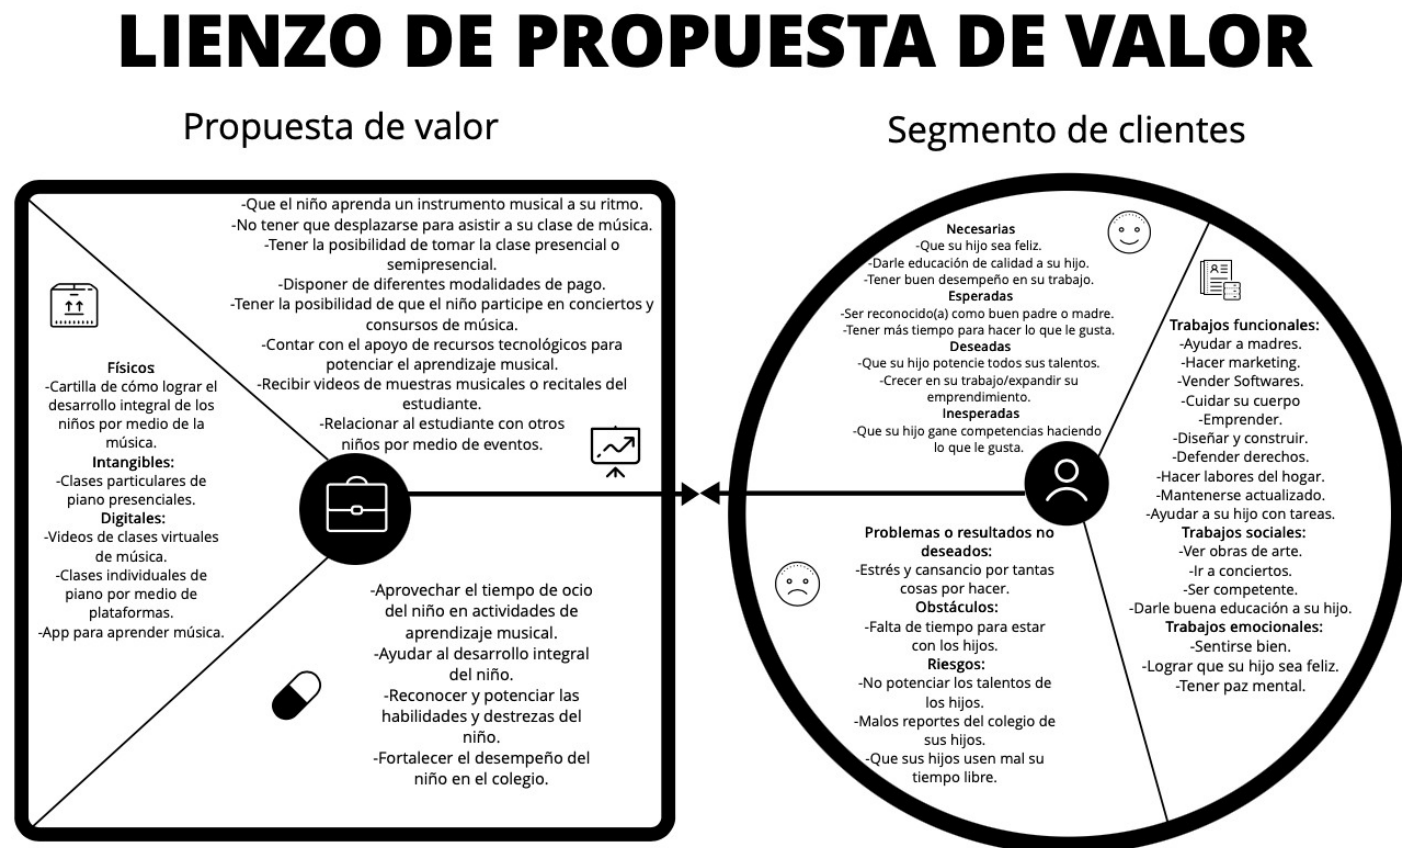 LIENZO DE PROPUESTA DE VALOR
Propuesta de valor
-Que el niño aprenda un instrumento musical a su ritmo.
-No tener que desplazarse para asistir a su clase de música.
-Tener la posibilidad de tomar la clase presencial o
semipresencial.
-Disponer de diferentes modalidades de pago.
-Tener la posibilidad de que el niño participe en conciertos y
consursos de música.
-Contar con el apoyo de recursos tecnológicos para
potenciar el aprendizaje musical.
-Recibir videos de muestras musicales o recitales del
estudiante.
-Relacionar al estudiante con otros
niños por medio de eventos.
Físicos
-Cartilla de cómo lograr el
desarrollo integral de los
niños por medio de la
música.
Intangibles:
-Clases particulares de
piano presenciales.
Digitales:
-Videos de clases virtuales
de música.
-Clases individuales de
piano por medio de
plataformas.
-App para aprender música.
-Aprovechar el tiempo de ocio
del niño en actividades de
aprendizaje musical.
-Ayudar al desarrollo integral
del niño.
-Reconocer y potenciar las
habilidades y destrezas del
niño.
-Fortalecer el desempeño del
niño en el colegio.
Segmento de clientes
Necesarias
-Que su hijo sea feliz.
-Darle educación de calidad a su hijo.
-Tener buen desempeño en su trabajo.
Esperadas
-Ser reconocido(a) como buen padre o madre.
-Tener más tiempo para hacer lo que le gusta.
Deseadas
-Que su hijo potencie todos sus talentos.
-Crecer en su trabajo/expandir su
emprendimiento.
Inesperadas
-Que su hijo gane competencias haciendo
lo que le gusta.
Trabajos funcionales:
-Ayudar a madres.
-Hacer marketing.
-Vender Softwares.
-Cuidar su cuerpo
-Emprender.
-Diseñar y construir.
-Defender derechos.
-Hacer labores del hogar.
-Mantenerse actualizado.
-Ayudar a su hijo con tareas.
Trabajos sociales:
-Ver obras de arte.
-Ir a conciertos.
-Ser competente.
-Darle buena educación a su hijo.
Trabajos emocionales:
-Sentirse bien.
-Lograr que su hijo sea feliz.
-Tener paz mental.
Problemas o resultados no
deseados:
-Estrés y cansancio por tantas
cosas por hacer.
Obstáculos:
-Falta de tiempo para estar
con los hijos.
Riesgos:
-No potenciar los talentos de
los hijos.
-Malos reportes del colegio de
sus hijos.
-Que sus hijos usen mal su
tiempo libre.